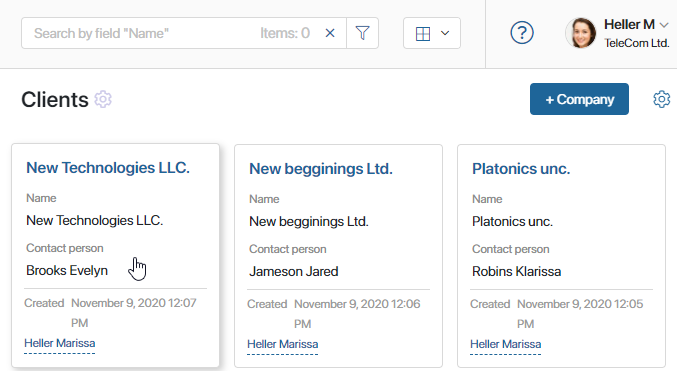 Search by field "Name" Items: 0
?
Heller M
TeleCom Ltd.
Clients
+ Company
New Technologies LLC.
Name
New Technologies LLC.
Contact person
Brooks Evelyn
Created November 9, 2020 12:07
PM
Heller Marissa
New begginings Ltd.
Name
New begginings Ltd.
Contact person
Jameson Jared
Created November 9, 2020 12:06
PM
Heller Marissa
Platonics unc.
Name
Platonics unc.
Contact person
Robins Klarissa
Created November 9, 2020 12:05
PM
Heller Marissa